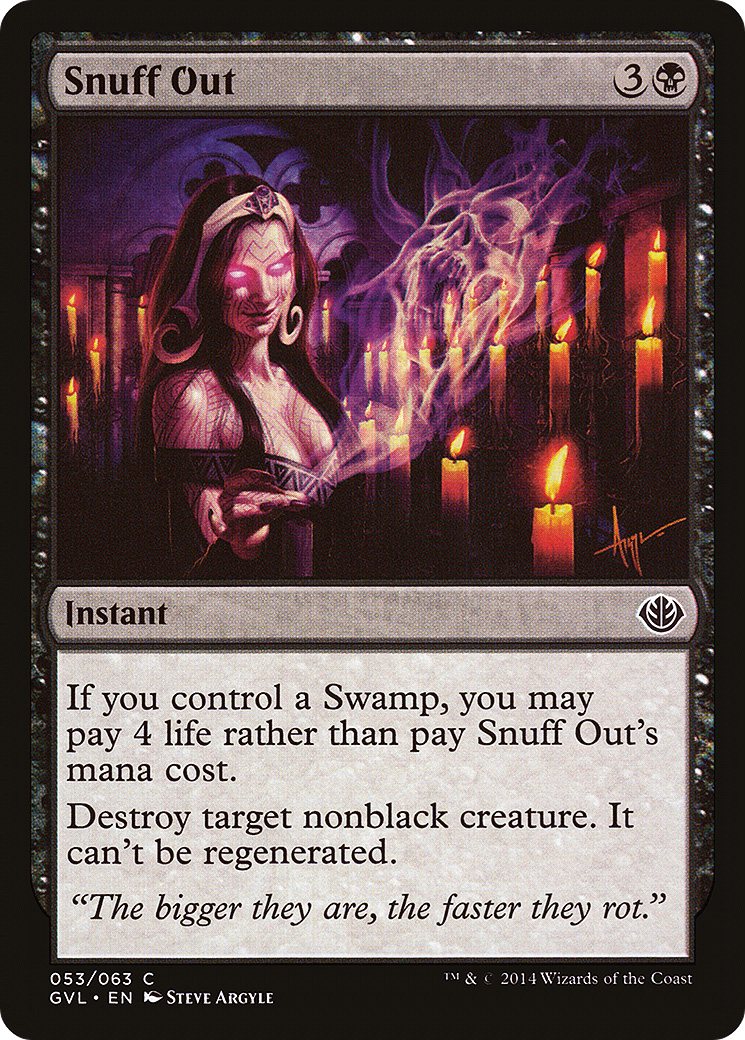 Snuff Out 3
Instant
If you control a Swamp, you may
pay 4 life rather than pay Snuff Out's
mana cost.
Destroy target nonblack creature. It
can't be regenerated.
"The bigger they are, the faster they rot."
053/063 C
GVL • EN Steve Argyle
™ & © 2014 Wizards of the Coast